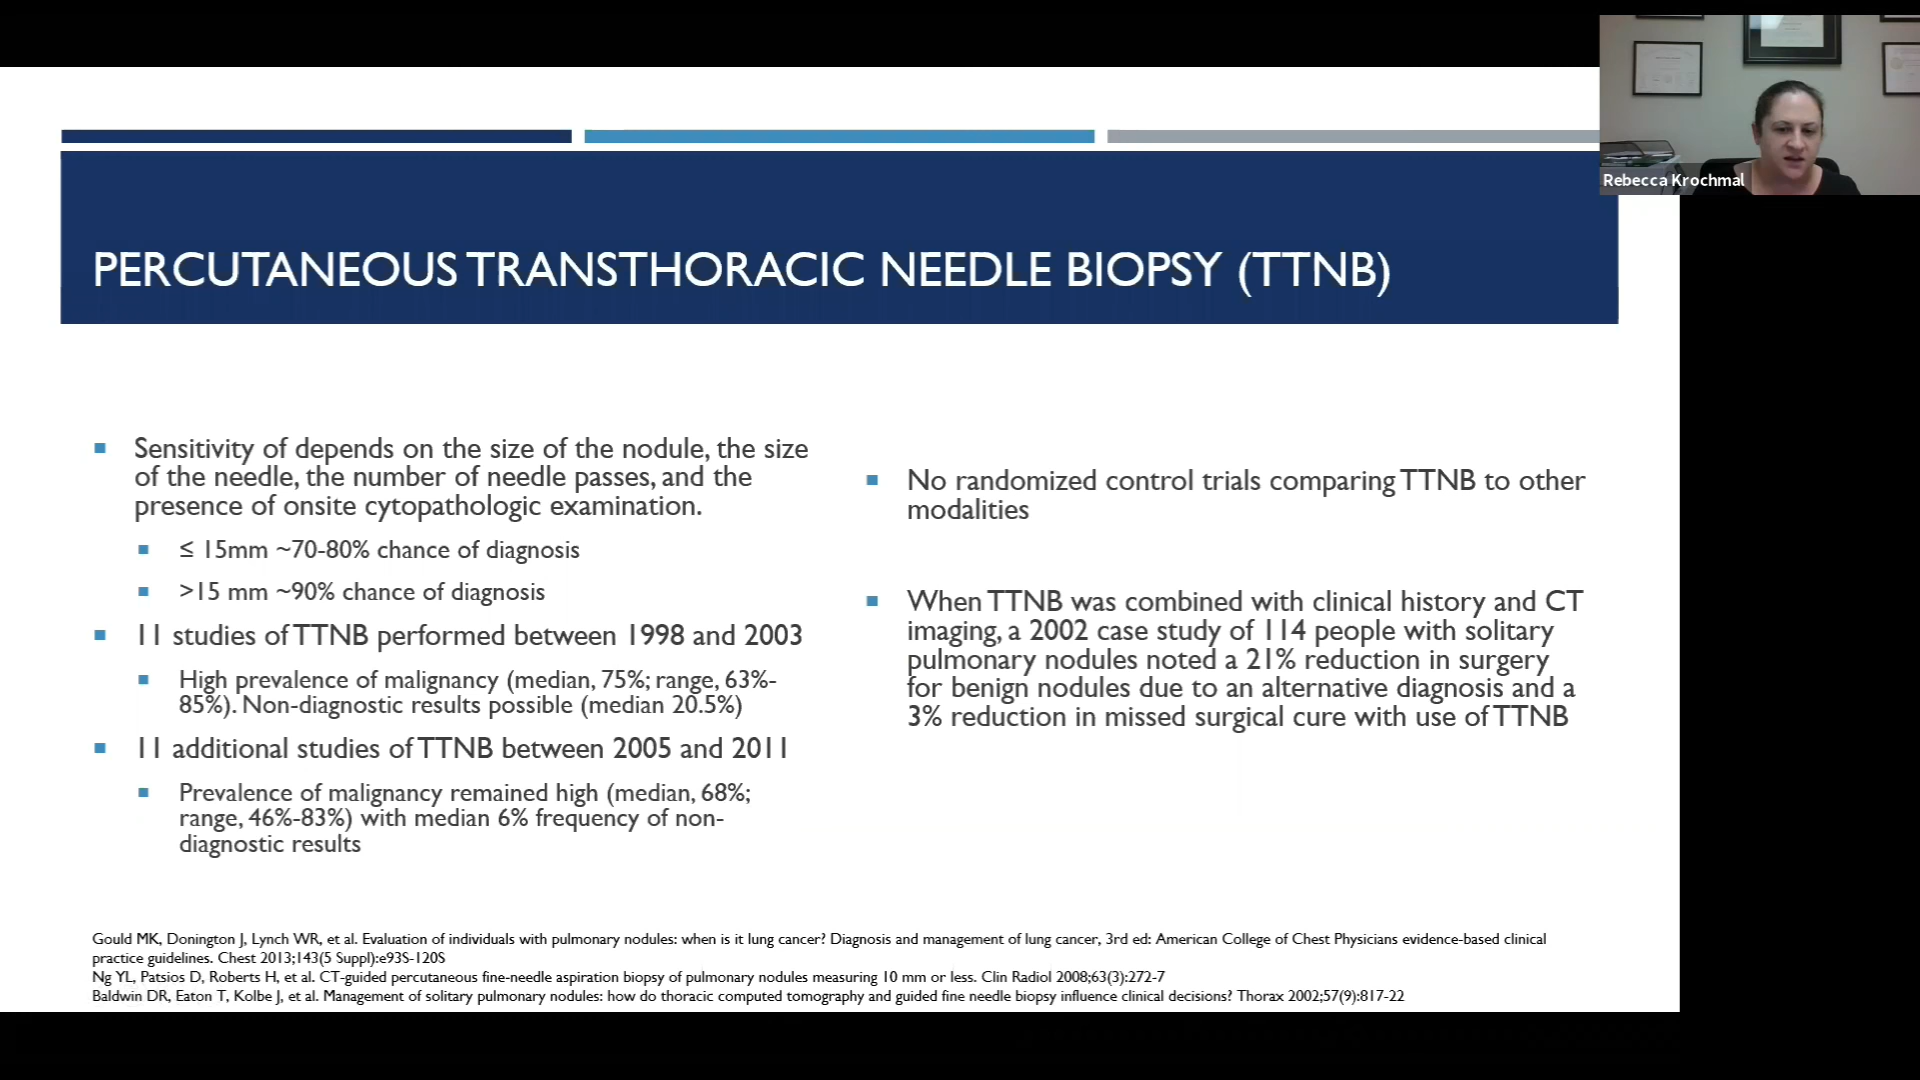 Rebecca Krochmal
PERCUTANEOUS TRANSTHORACIC NEEDLE BIOPSY (TTNB)
Sensitivity of depends on the size of the nodule, the size
of the needle, the number of needle passes, and the
presence of onsite cytopathologic examination.
≤ 15mm ~70-80% chance of diagnosis
>15 mm ~90% chance of diagnosis
11 studies of TTNB performed between 1998 and 2003
High prevalence of malignancy (median, 75%; range, 63%-
85%). Non-diagnostic results possible (median 20.5%)
11 additional studies of TTNB between 2005 and 2011
Prevalence of malignancy remained high (median, 68%;
range, 46%-83%) with median 6% frequency of non-
diagnostic results
No randomized control trials comparing TTNB to other
modalities
When TTNB was combined with clinical history and CT
imaging, a 2002 case study of 114 people with solitary
pulmonary nodules noted a 21% reduction in surgery
for benign nodules due to an alternative diagnosis and a
3% reduction in missed surgical cure with use of TTNB
Gould MK, Donington J, Lynch WR, et al. Evaluation of individuals with pulmonary nodules: when is it lung cancer? Diagnosis and management of lung cancer, 3rd ed: American College of Chest Physicians evidence-based clinical
practice guidelines. Chest 2013;143(5 Suppl):e93S-120S
Ng YL, Patsios D, Roberts H, et al. CT-guided percutaneous fine-needle aspiration biopsy of pulmonary nodules measuring 10 mm or less. Clin Radiol 2008;63(3):272-7
Baldwin DR, Eaton T, Kolbe J, et al. Management of solitary pulmonary nodules: how do thoracic computed tomography and guided fine needle biopsy influence clinical decisions? Thorax 2002;57(9):817-22